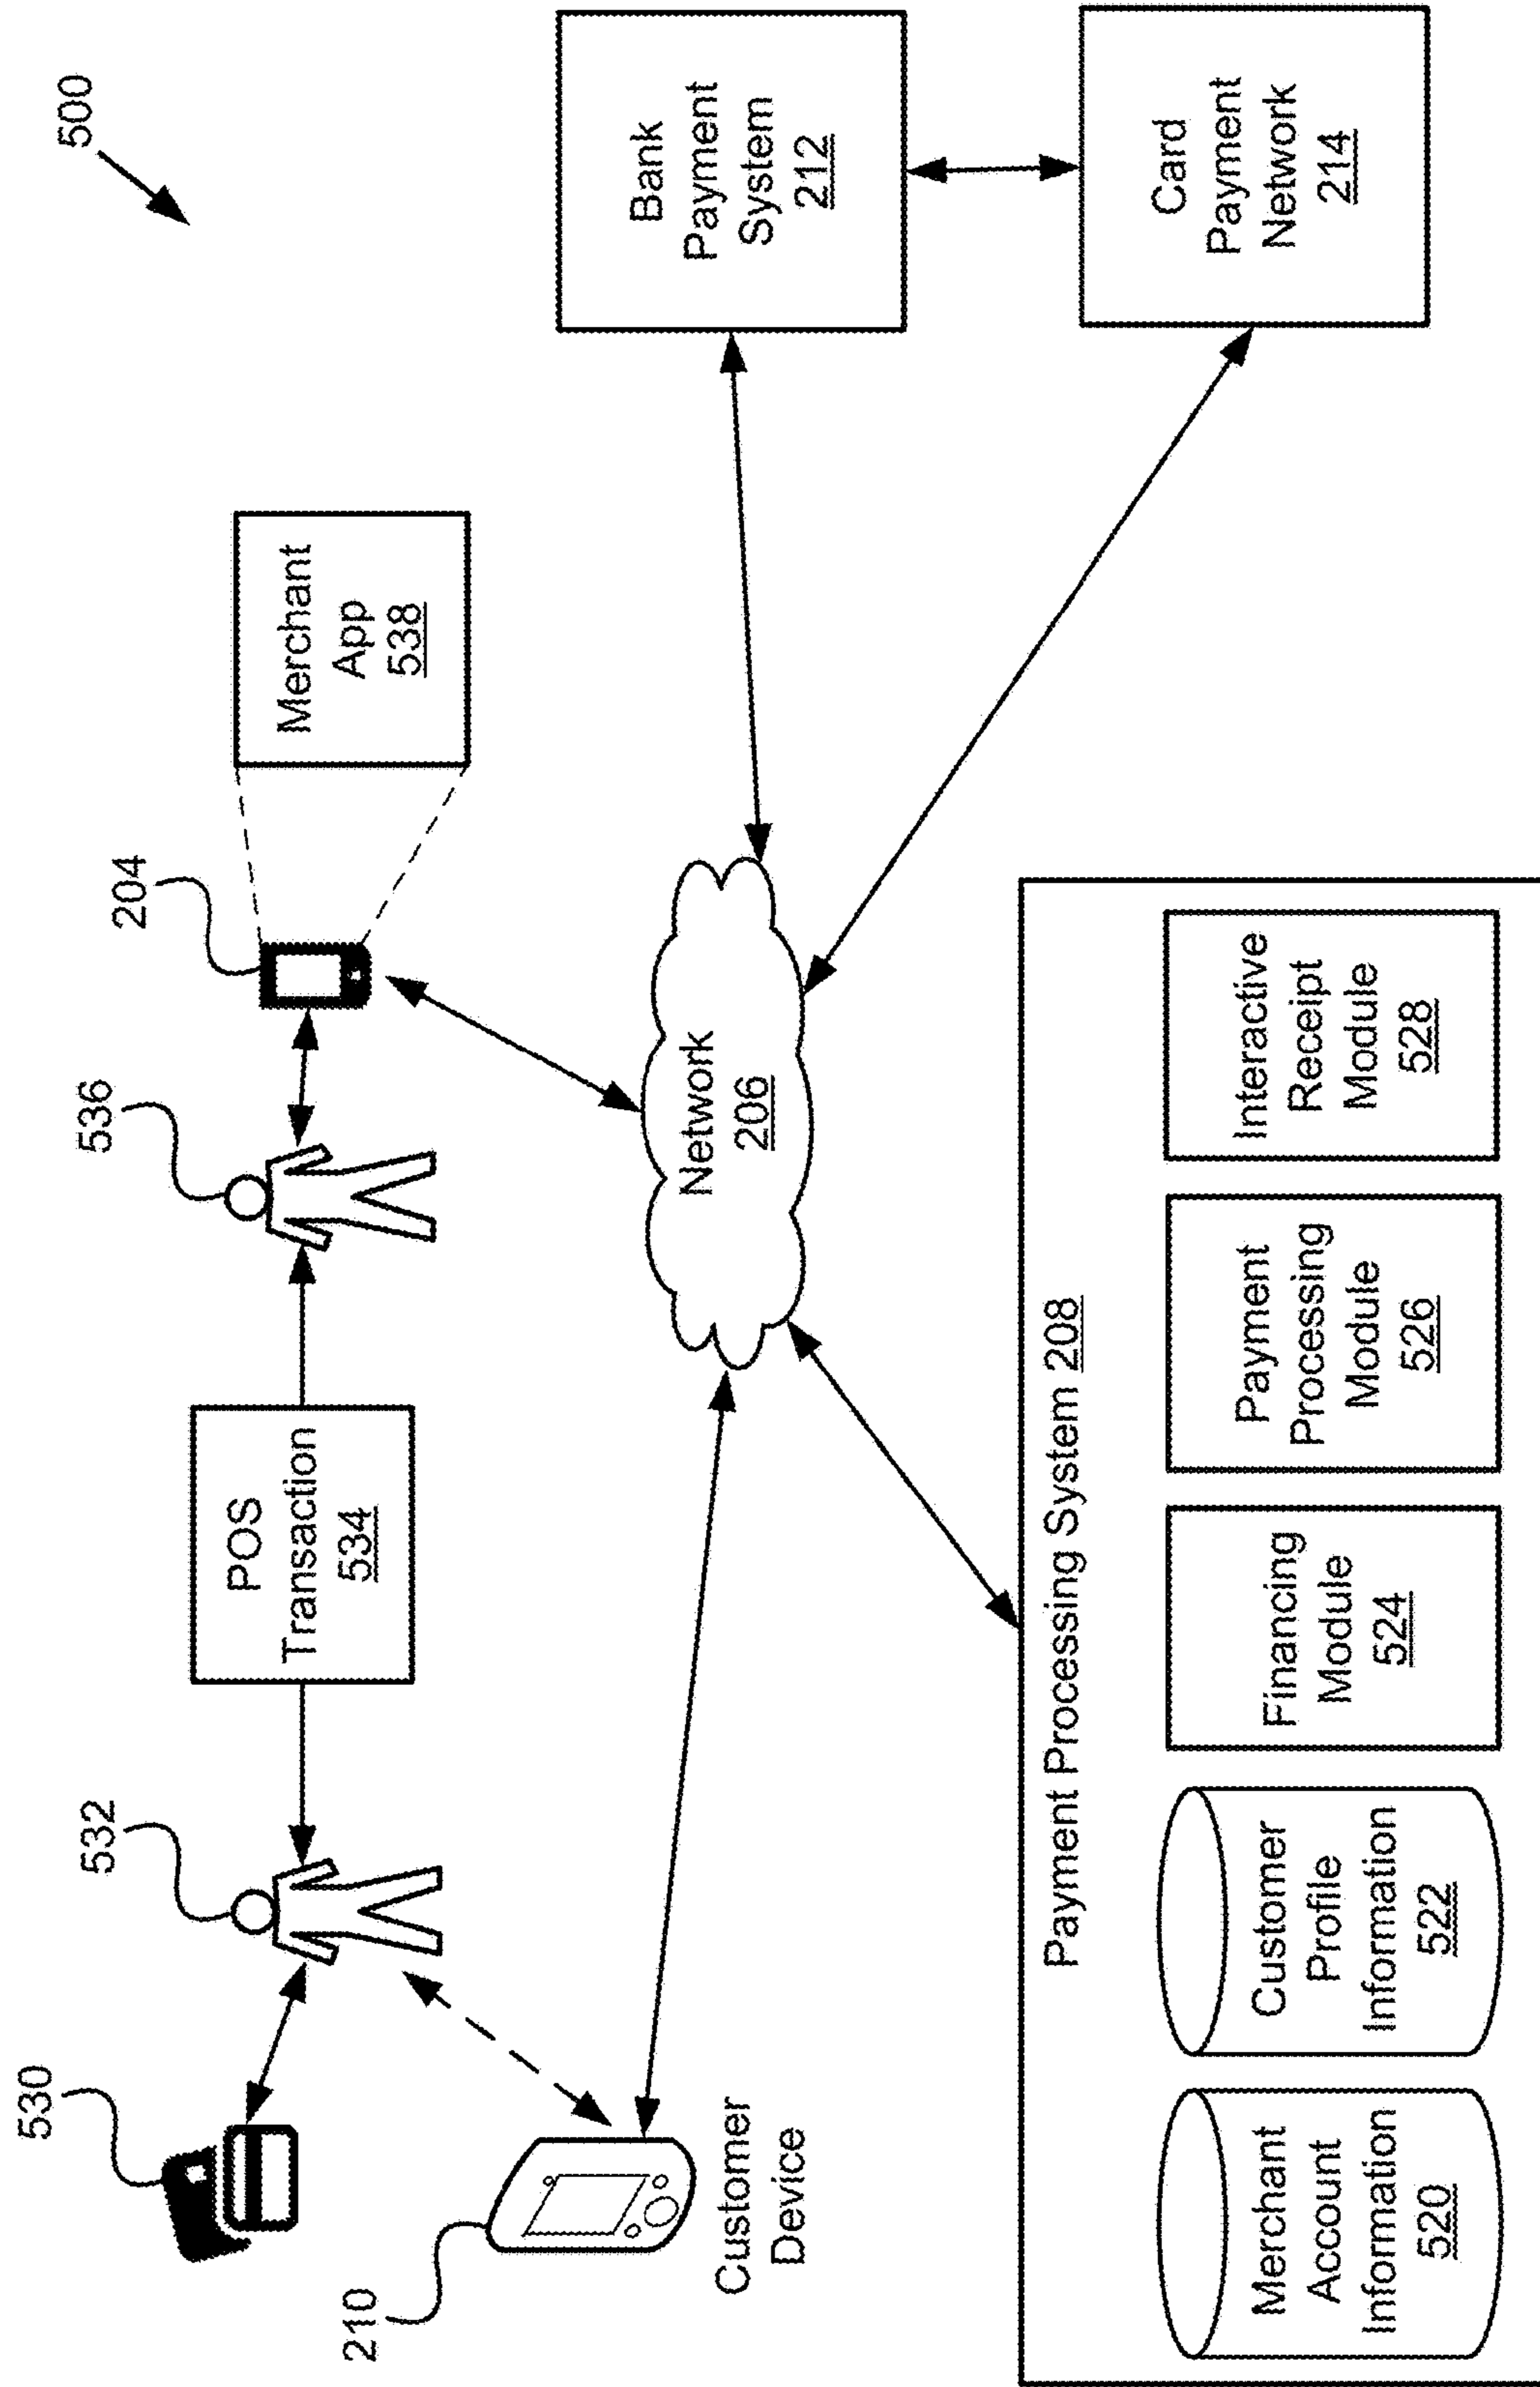 500
530
532
536
204
POS
Transaction
534
Merchant
App
538
210
Customer
Device
Network
206
Bank
Payment
System
212
Card
Payment
Network
214
Payment Processing System 208
Merchant
Account
Information
520
Customer
Profile
Information
522
Financing
Module
524
Payment
Processing
Module
526
Interactive
Receipt
Module
528